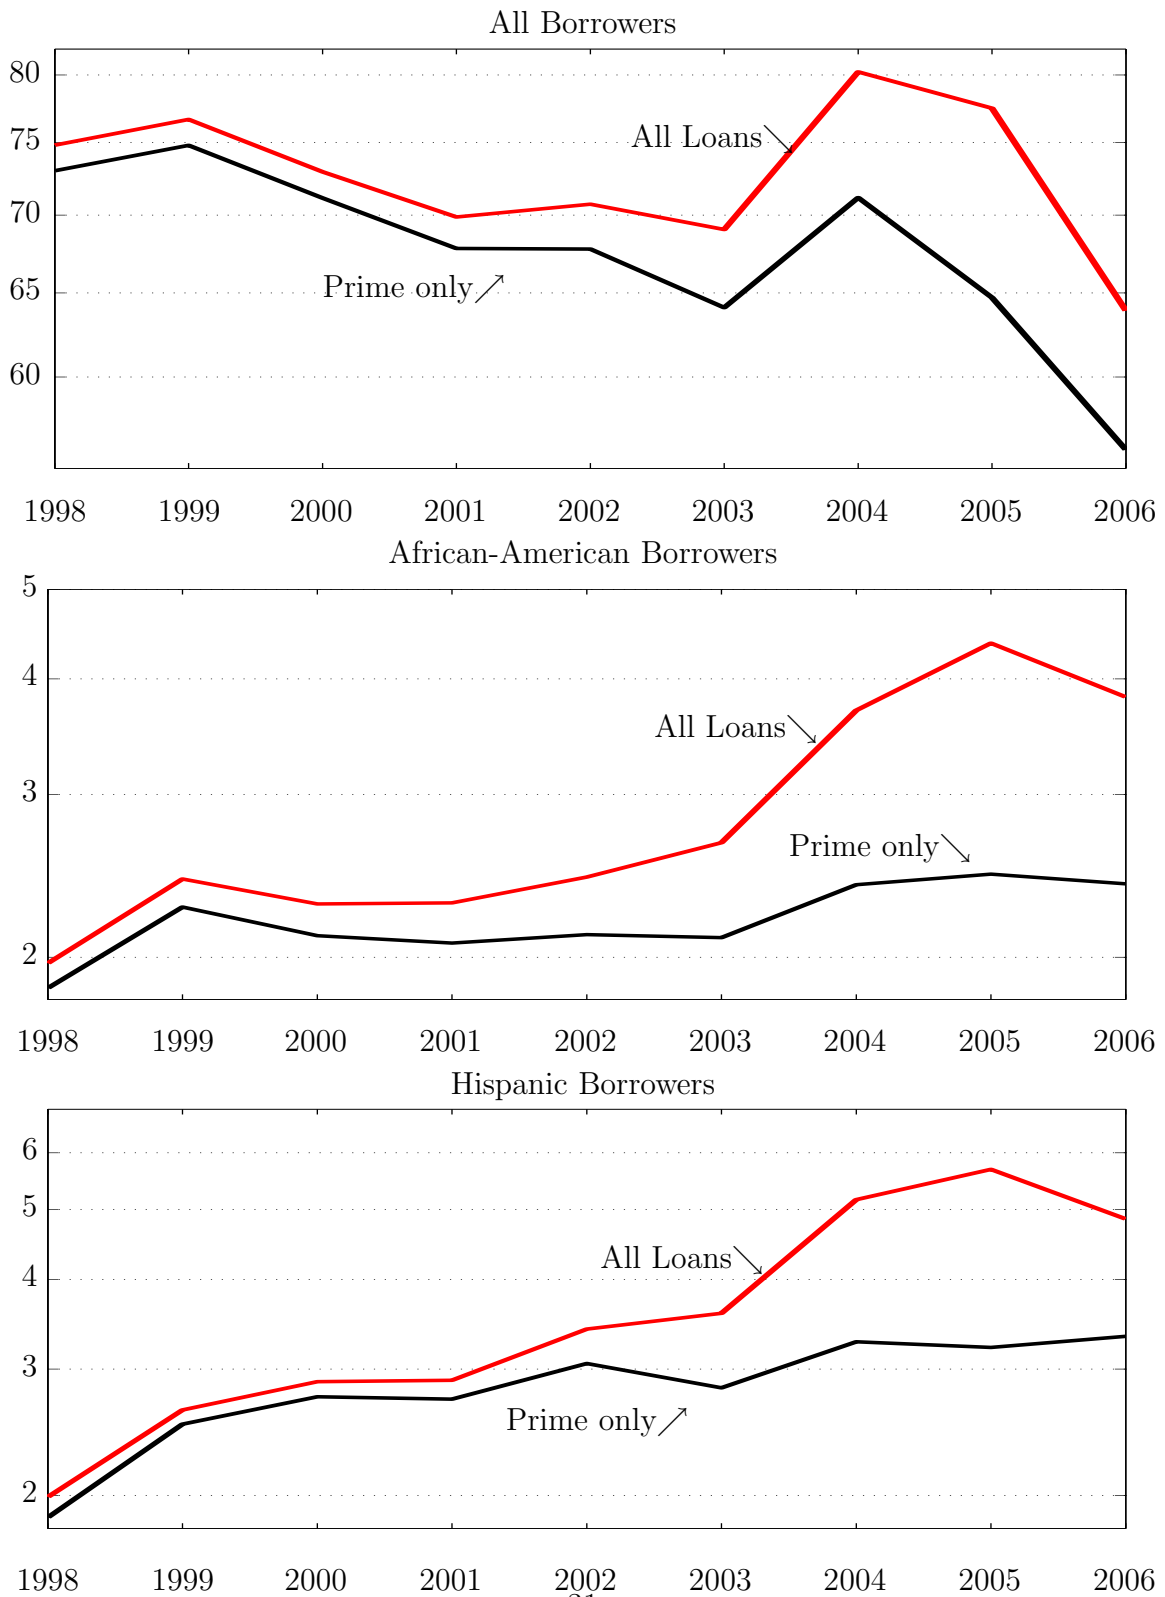 All Borrowers
80
75
All Loans↘
70
Prime only↗
65
60
1998 1999 2000 2001 2002 2003 2004 2005 2006
African-American Borrowers
5
4
All Loans↘
3
Prime only↘
2
1998 1999 2000 2001 2002 2003 2004 2005 2006
Hispanic Borrowers
6
5
All Loans↘
4
3
Prime only↗
2
1998 1999 2000 2001 2002 2003 2004 2005 2006